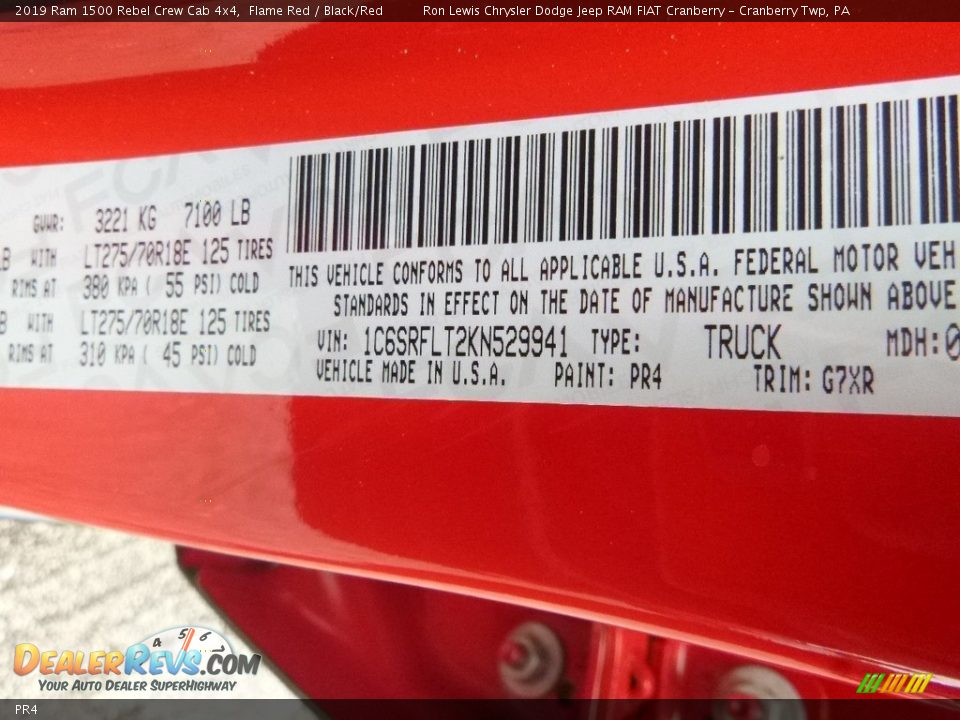 2019 Ram 1500 Rebel Crew Cab 4x4, Flame Red / Black/Red Ron Lewis Chrysler Dodge Jeep RAM FIAT Cranberry - Cranberry Twp, PA
GVWR: 3221 KG 7100 LB
WITH LT275/70R18E 125 TIRES
RIMS AT 380 KPA ( 55 PSI) COLD
WITH LT275/70R18E 125 TIRES
RIMS AT 310 KPA ( 45 PSI) COLD
THIS VEHICLE CONFORMS TO ALL APPLICABLE U.S.A. FEDERAL MOTOR VEH
STANDARDS IN EFFECT ON THE DATE OF MANUFACTURE SHOWN ABOVE
VIN: 1C6SRFLT2KN529941 TYPE: TRUCK MDH:0
VEHICLE MADE IN U.S.A. PAINT: PR4 TRIM: G7XR
4 5 6
DEALERREVS.COM
YOUR AUTO DEALER SUPERHIGHWAY
PR4